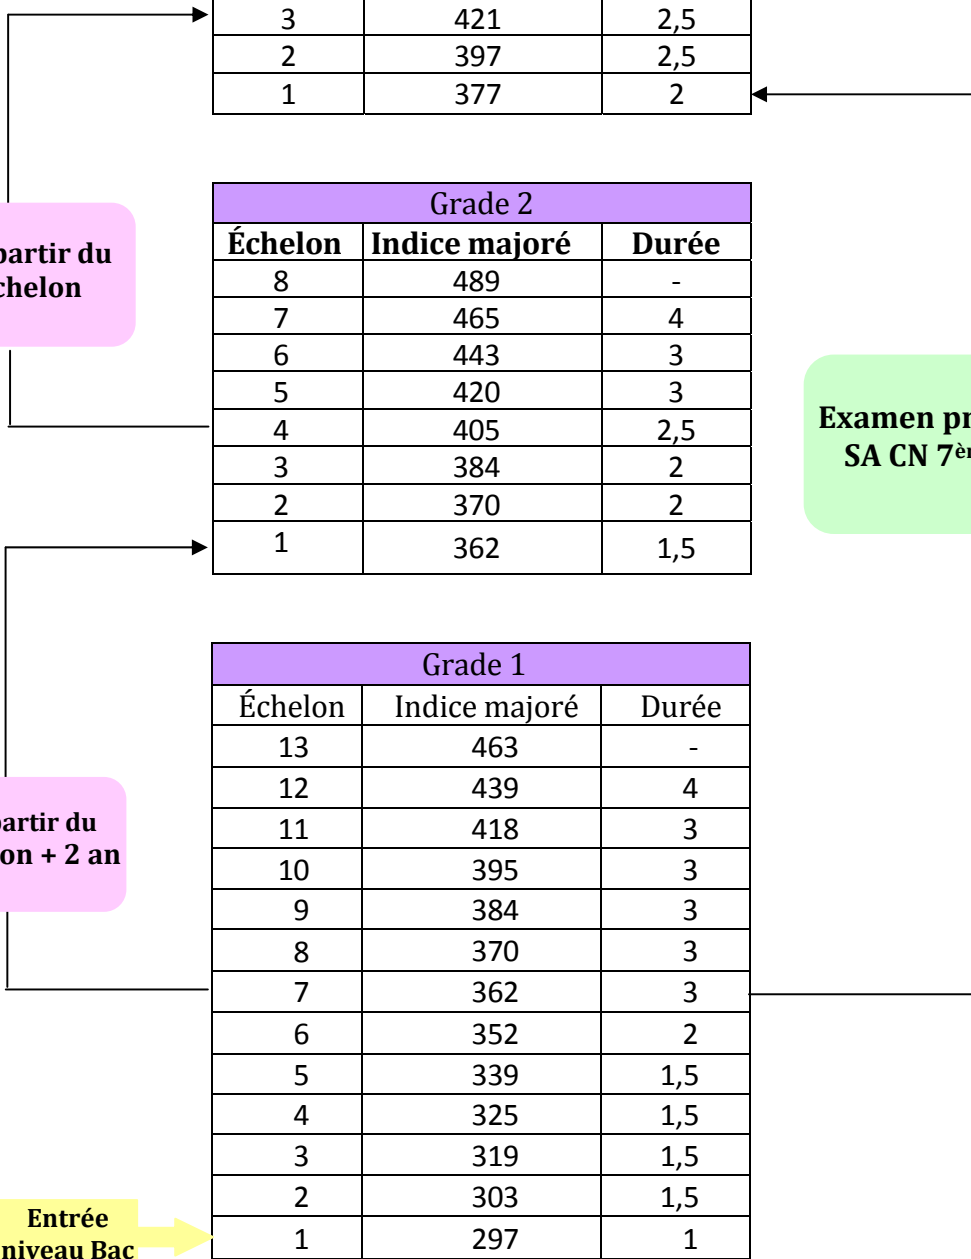 3 421 2,5
2 397 2,5
1 377 2
Grade 2
Échelon Indice majoré Durée
8 489 -
7 465 4
6 443 3
5 420 3
4 405 2,5
3 384 2
2 370 2
1 362 1,5
partir du
chelon
Examen pr
SA CN 7èr
Grade 1
Échelon Indice majoré Durée
13 463 -
12 439 4
11 418 3
10 395 3
9 384 3
8 370 3
7 362 3
6 352 2
5 339 1,5
4 325 1,5
3 319 1,5
2 303 1,5
1 297 1
partir du
on + 2 an
Entrée
niveau Bac